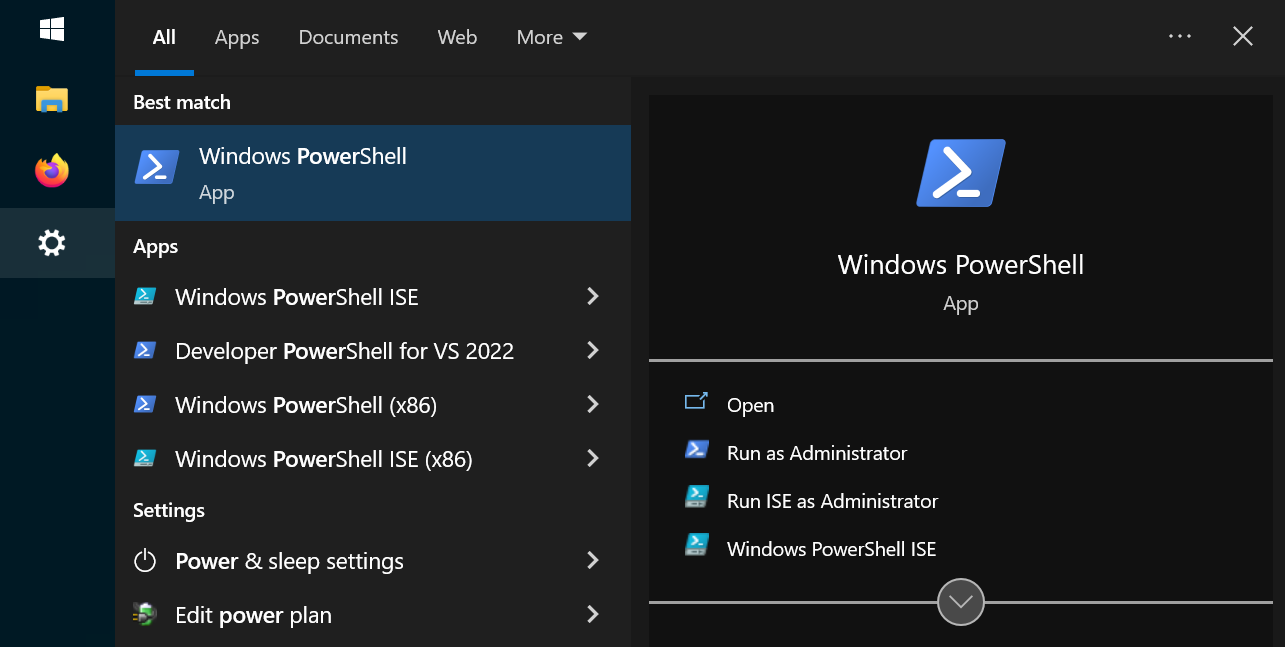 All Apps Documents Web More
Best match
Windows PowerShell
App
Apps
Windows PowerShell ISE
Developer PowerShell for VS 2022
Windows PowerShell (x86)
Windows PowerShell ISE (x86)
Settings
Power & sleep settings
Edit power plan
Windows PowerShell
App
Open
Run as Administrator
Run ISE as Administrator
Windows PowerShell ISE